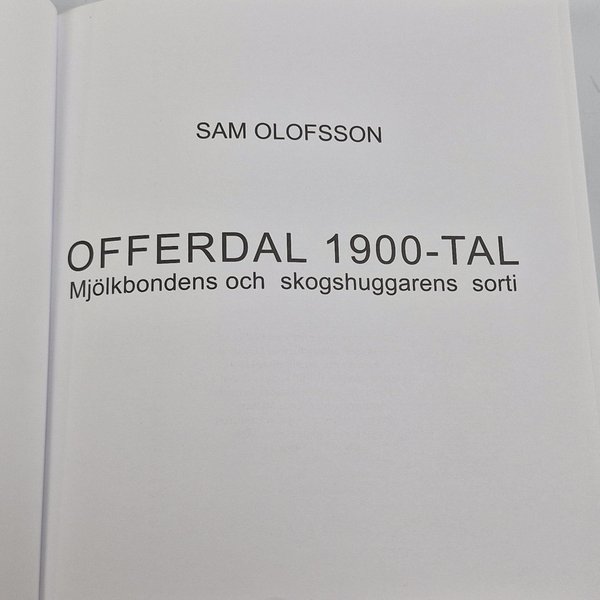 SAM OLOFSSON
OFFERDAL 1900-TAL
Mjölkbondens och skogshuggarens sorti